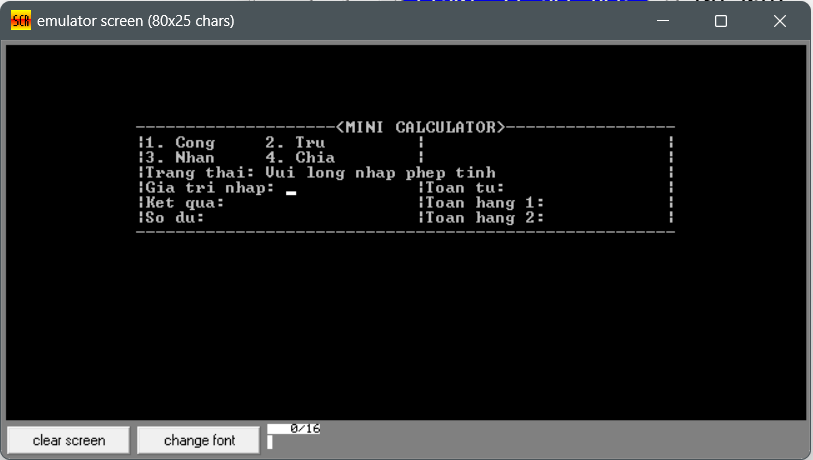 SCR emulator screen (80x25 chars)
--------------------<MINI CALCULATOR>-----------------
|1. Cong     2. Tru         |                        |
|3. Nhan     4. Chia        |                        |
|Trang thai: Vui long nhap phep tinh                 |
|Gia tri nhap: _            |Toan tu:                |
|Ket qua:                   |Toan hang 1:            |
|So du:                     |Toan hang 2:            |
------------------------------------------------------
clear screen change font 0/16